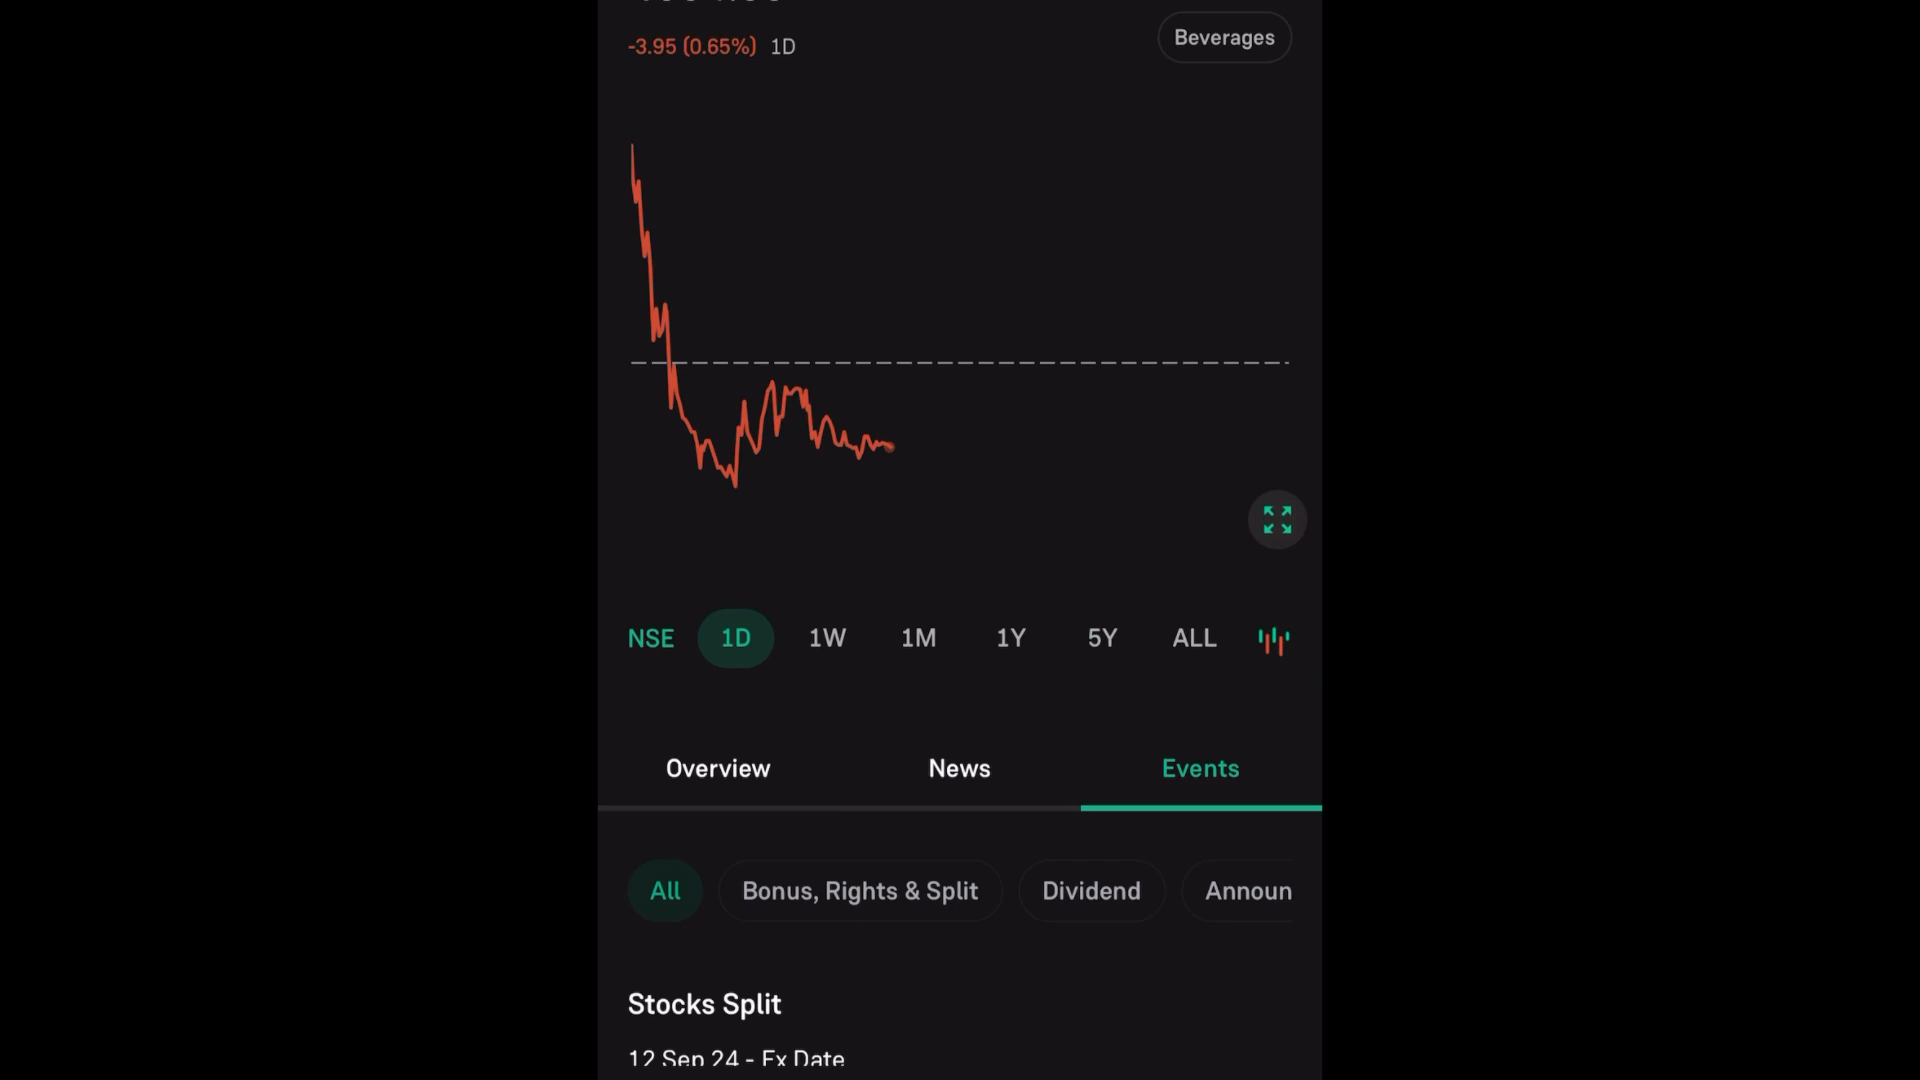 -3.95 (0.65%) 1D
Beverages
NSE 1D 1W 1M 1Y 5Y ALL
Overview News Events
All Bonus, Rights & Split Dividend Announ
Stocks Split
12 Sep 24 - Ex Date